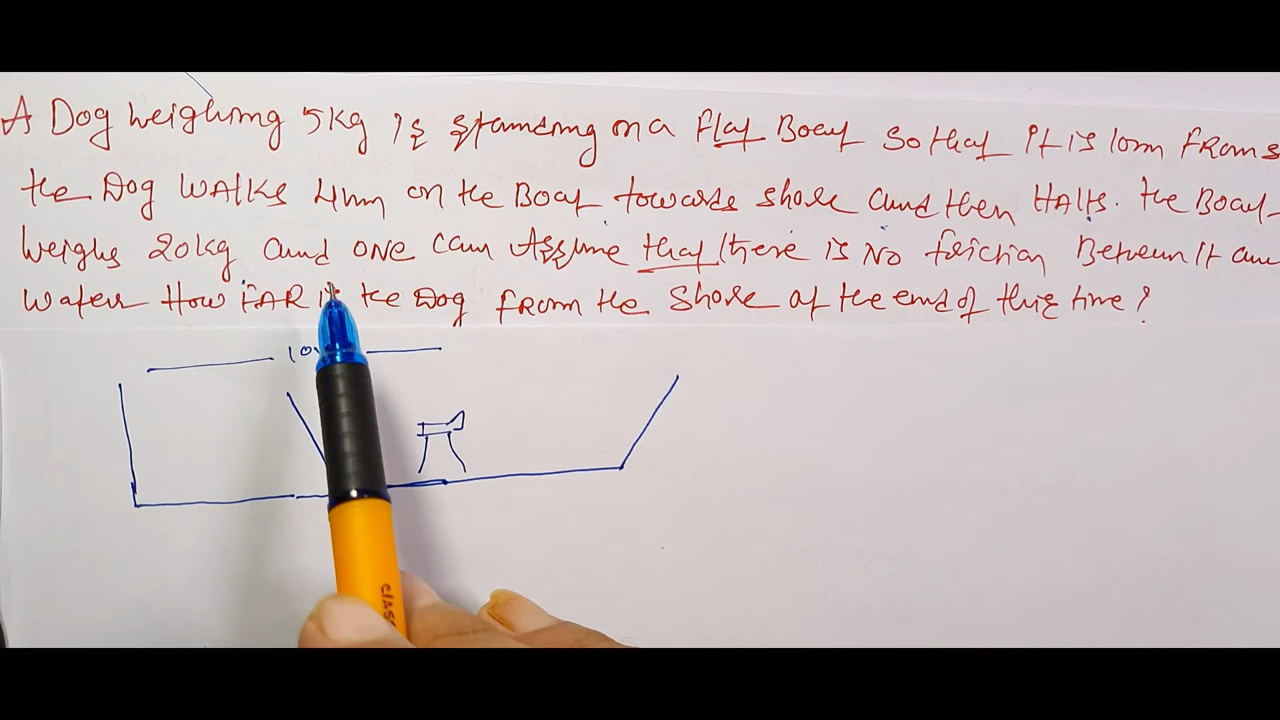 A Dog weighing 5kg is standing on a flat Boat so that it is 10m from s
the Dog walks 4m on the Boat towards shore and then HALTS. the Boat
weighs 20kg and one can Assume that there is no friction Between it an
water How FAR is the Dog from the shore at the end of this time?
10